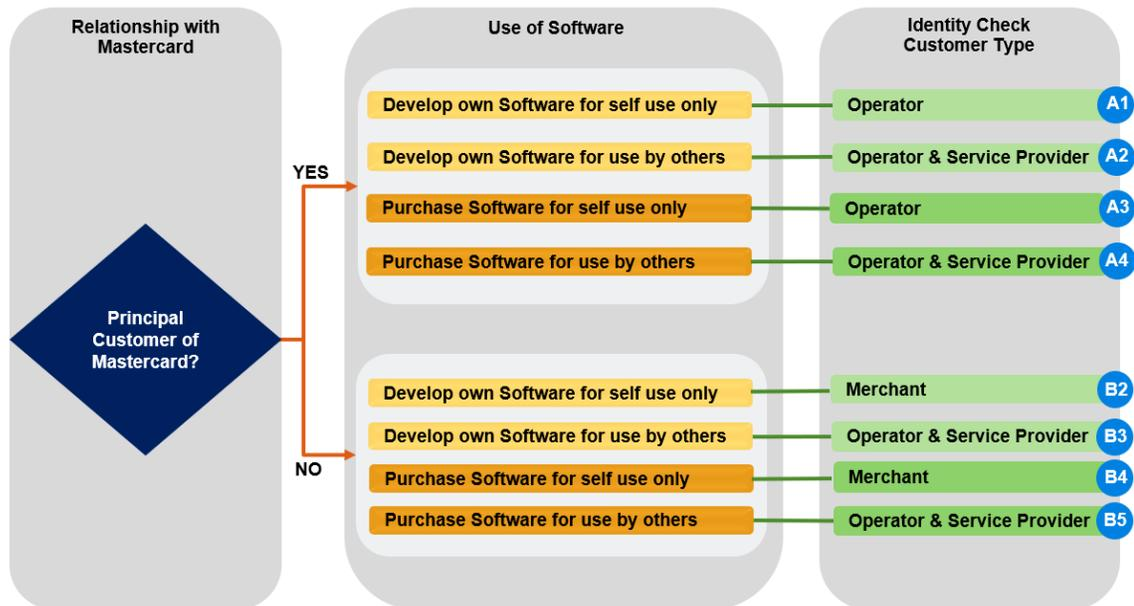 Relationship with
Mastercard
Use of Software
Identity Check
Customer Type
Develop own Software for self use only
Operator
A1
Develop own Software for use by others
Operator & Service Provider
A2
YES
Purchase Software for self use only
Operator
A3
Purchase Software for use by others
Operator & Service Provider
A4
Principal
Customer of
Mastercard?
Develop own Software for self use only
Merchant
B2
Develop own Software for use by others
Operator & Service Provider
B3
NO
Purchase Software for self use only
Merchant
B4
Purchase Software for use by others
Operator & Service Provider
B5